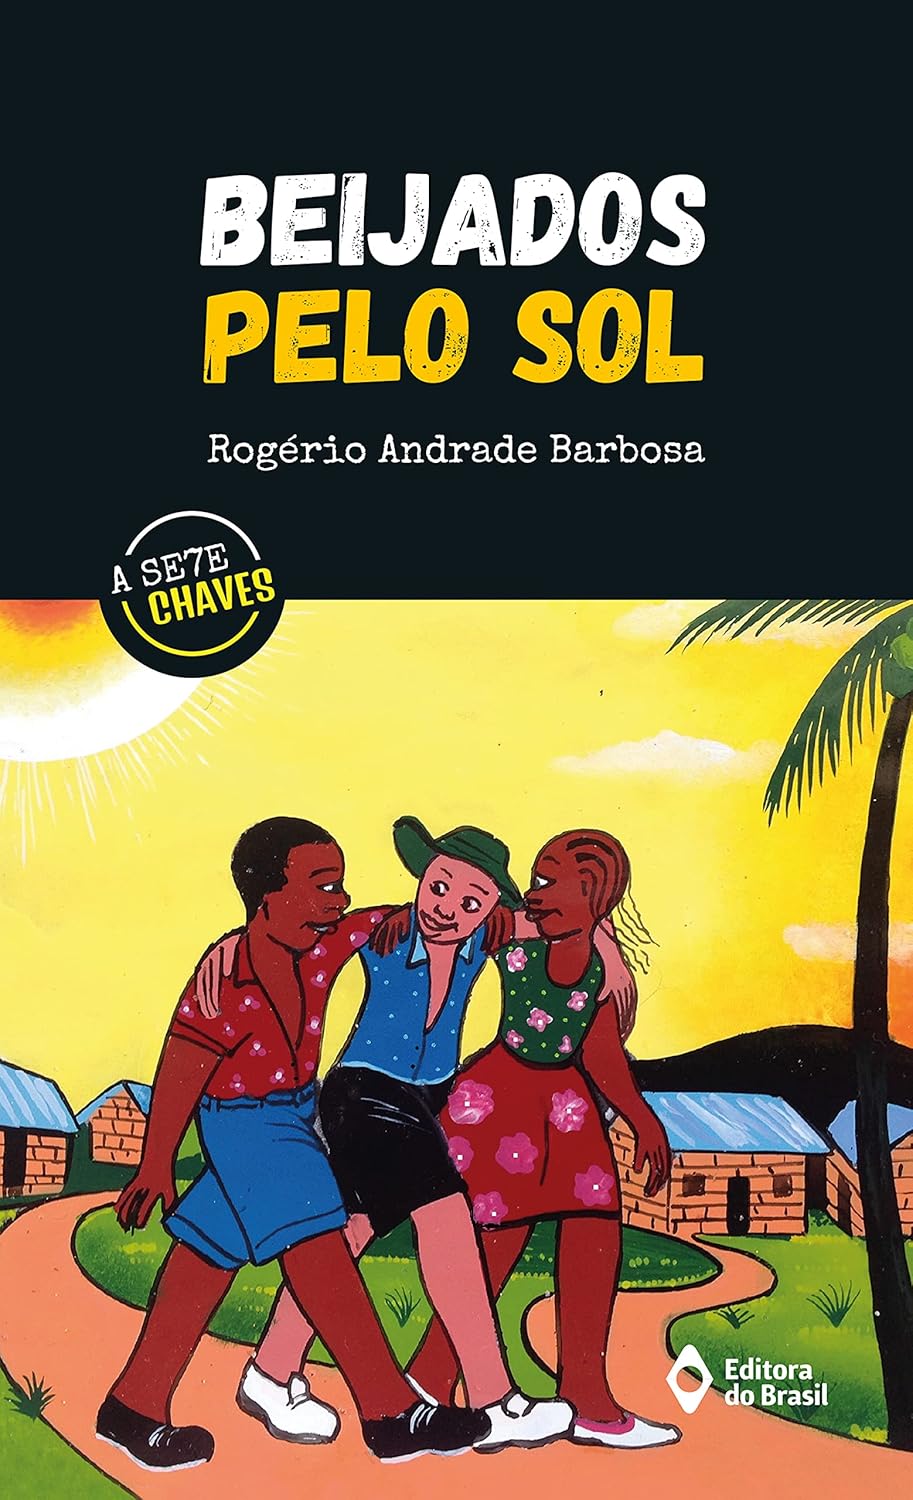 BEIJADOS
PELO SOL
Rogério Andrade Barbosa
A SE7E
CHAVES
Editora
do Brasil